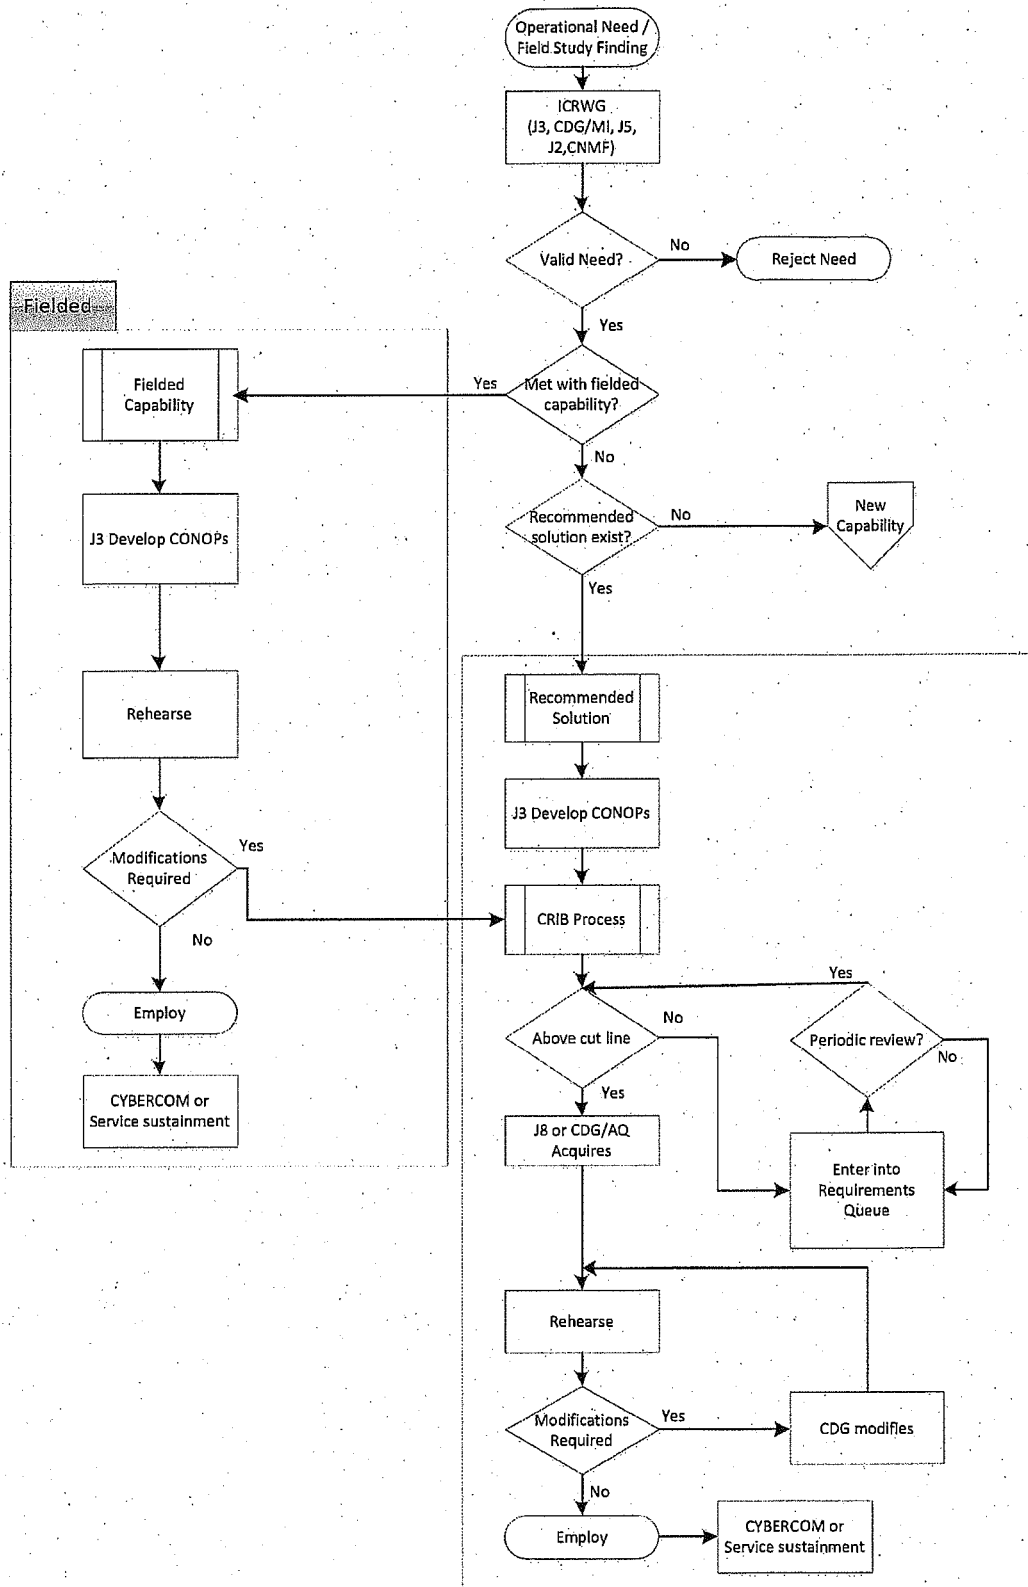 Operational Need /
Field Study Finding
ICRWG
(J3, CDG/MI, J5,
J2,CNMF)
Valid Need?
No
Reject Need
Yes
Fielded
Met with fielded
capability?
Yes
Fielded
Capability
No
J3 Develop CONOPs
Recommended
solution exist?
No
New
Capability
Yes
Rehearse
Recommended
Solution
J3 Develop CONOPs
Modifications
Required
Yes
No
CRIB Process
Employ
Above cut line
No
Yes
Periodic review?
No
Yes
CYBERCOM or
Service sustainment
J8 or CDG/AQ
Acquires
Enter into
Requirements
Queue
Rehearse
Modifications
Required
Yes
CDG modifies
No
Employ
CYBERCOM or
Service sustainment